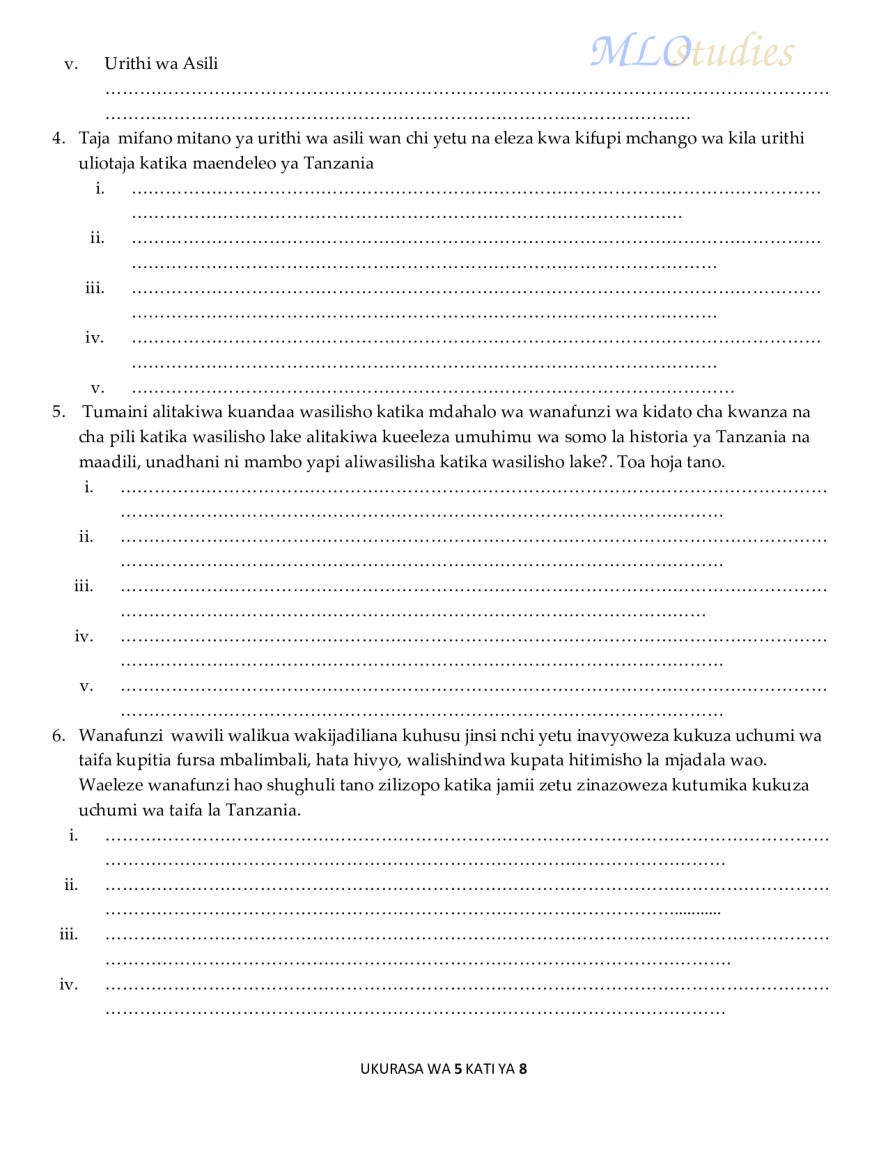 MLOstudies
v. Urithi wa Asili
……………………………………………………………………………………………………………
………………………………………………………………………………………
4. Taja mifano mitano ya urithi wa asili wan chi yetu na eleza kwa kifupi mchango wa kila urithi
uliotaja katika maendeleo ya Tanzania
i. ………………………………………………………………………………………………………
…………………………………………………………………………………
ii. ………………………………………………………………………………………………………
………………………………………………………………………………………
iii. ………………………………………………………………………………………………………
………………………………………………………………………………………
iv. ………………………………………………………………………………………………………
………………………………………………………………………………………
v. …………………………………………………………………………………………
5. Tumaini alitakiwa kuandaa wasilisho katika mdahalo wa wanafunzi wa kidato cha kwanza na
cha pili katika wasilisho lake alitakiwa kueeleza umuhimu wa somo la historia ya Tanzania na
maadili, unadhani ni mambo yapi aliwasilisha katika wasilisho lake?. Toa hoja tano.
i. …………………………………………………………………………………………………………
…………………………………………………………………………………………
ii. …………………………………………………………………………………………………………
…………………………………………………………………………………………
iii. …………………………………………………………………………………………………………
………………………………………………………………………………………
iv. …………………………………………………………………………………………………………
…………………………………………………………………………………………
v. …………………………………………………………………………………………………………
…………………………………………………………………………………………
6. Wanafunzi wawili walikua wakijadiliana kuhusu jinsi nchi yetu inavyoweza kukuza uchumi wa
taifa kupitia fursa mbalimbali, hata hivyo, walishindwa kupata hitimisho la mjadala wao.
Waeleze wanafunzi hao shughuli tano zilizopo katika jamii zetu zinazoweza kutumika kukuza
uchumi wa taifa la Tanzania.
i. ……………………………………………………………………………………………………………
……………………………………………………………………………………………
ii. ……………………………………………………………………………………………………………
……………………………………………………………………………………...........
iii. ……………………………………………………………………………………………………………
…………………………………………………………………………………………….
iv. ……………………………………………………………………………………………………………
……………………………………………………………………………………………
UKURASA WA 5 KATI YA 8